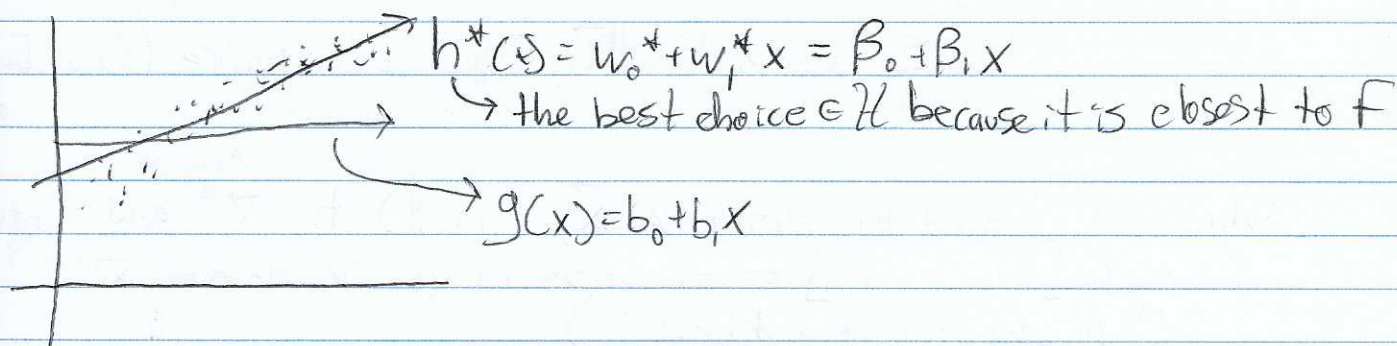 h*(x) = w₀* + w₁* x = β₀ + β₁ x
↳ the best choice ∈ ℋ because it is closest to f
g(x) = b₀ + b₁ x